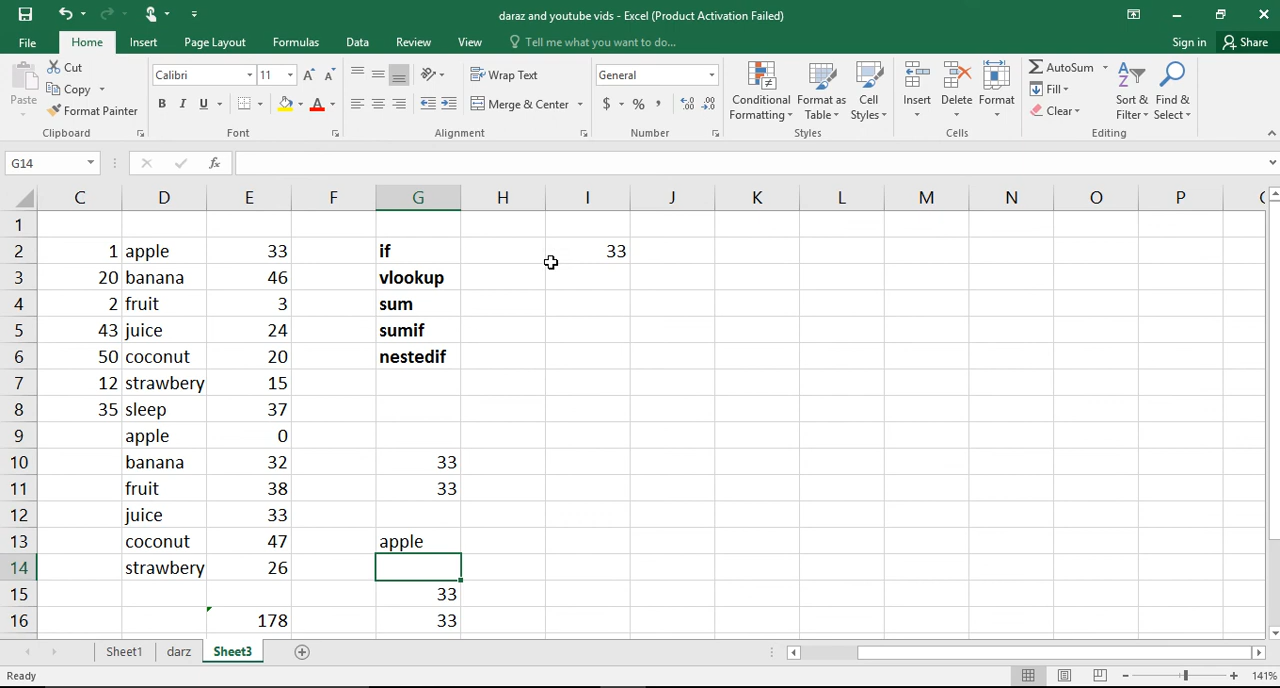 daraz and youtube vids - Excel (Product Activation Failed)
File Home Insert Page Layout Formulas Data Review View Tell me what you want to do... Sign in Share
Paste Cut Copy Format Painter Clipboard
Calibri 11 B I U A Font
Wrap Text Merge & Center Alignment
General $ % , Number
Conditional Formatting Format as Table Cell Styles Styles
Insert Delete Format Cells
AutoSum Fill Clear Sort & Filter Find & Select Editing
G14 fx
C D E F G H I J K L M N O P
1
2 1 apple 33 if 33
3 20 banana 46 vlookup
4 2 fruit 3 sum
5 43 juice 24 sumif
6 50 coconut 20 nestedif
7 12 strawbery 15
8 35 sleep 37
9 apple 0
10 banana 32 33
11 fruit 38 33
12 juice 33
13 coconut 47 apple
14 strawbery 26
15 33
16 178 33
Sheet1 darz Sheet3
Ready 141%